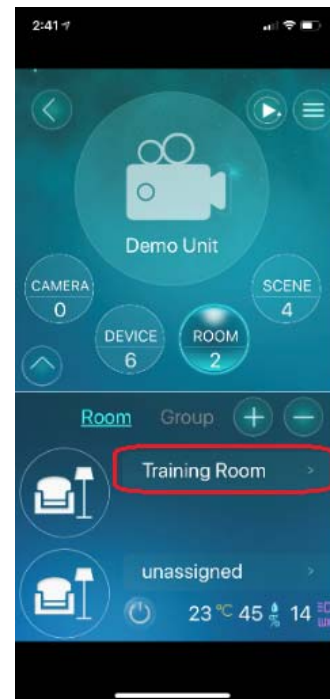 2:41
Demo Unit
CAMERA
0
DEVICE
6
ROOM
2
SCENE
4
Room Group + −
Training Room >
unassigned >
23 °C 45 % 14